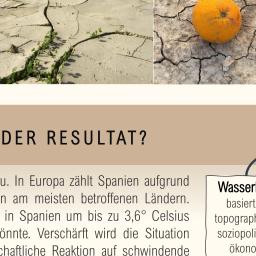 DER RESULTAT?
u. In Europa zählt Spanien aufgrund
n am meisten betroffenen Ländern.
in Spanien um bis zu 3,6° Celsius
önnte. Verschärft wird die Situation
chaftliche Reaktion auf schwindende
Wasser
basiert
topograph
soziopoli
ökono